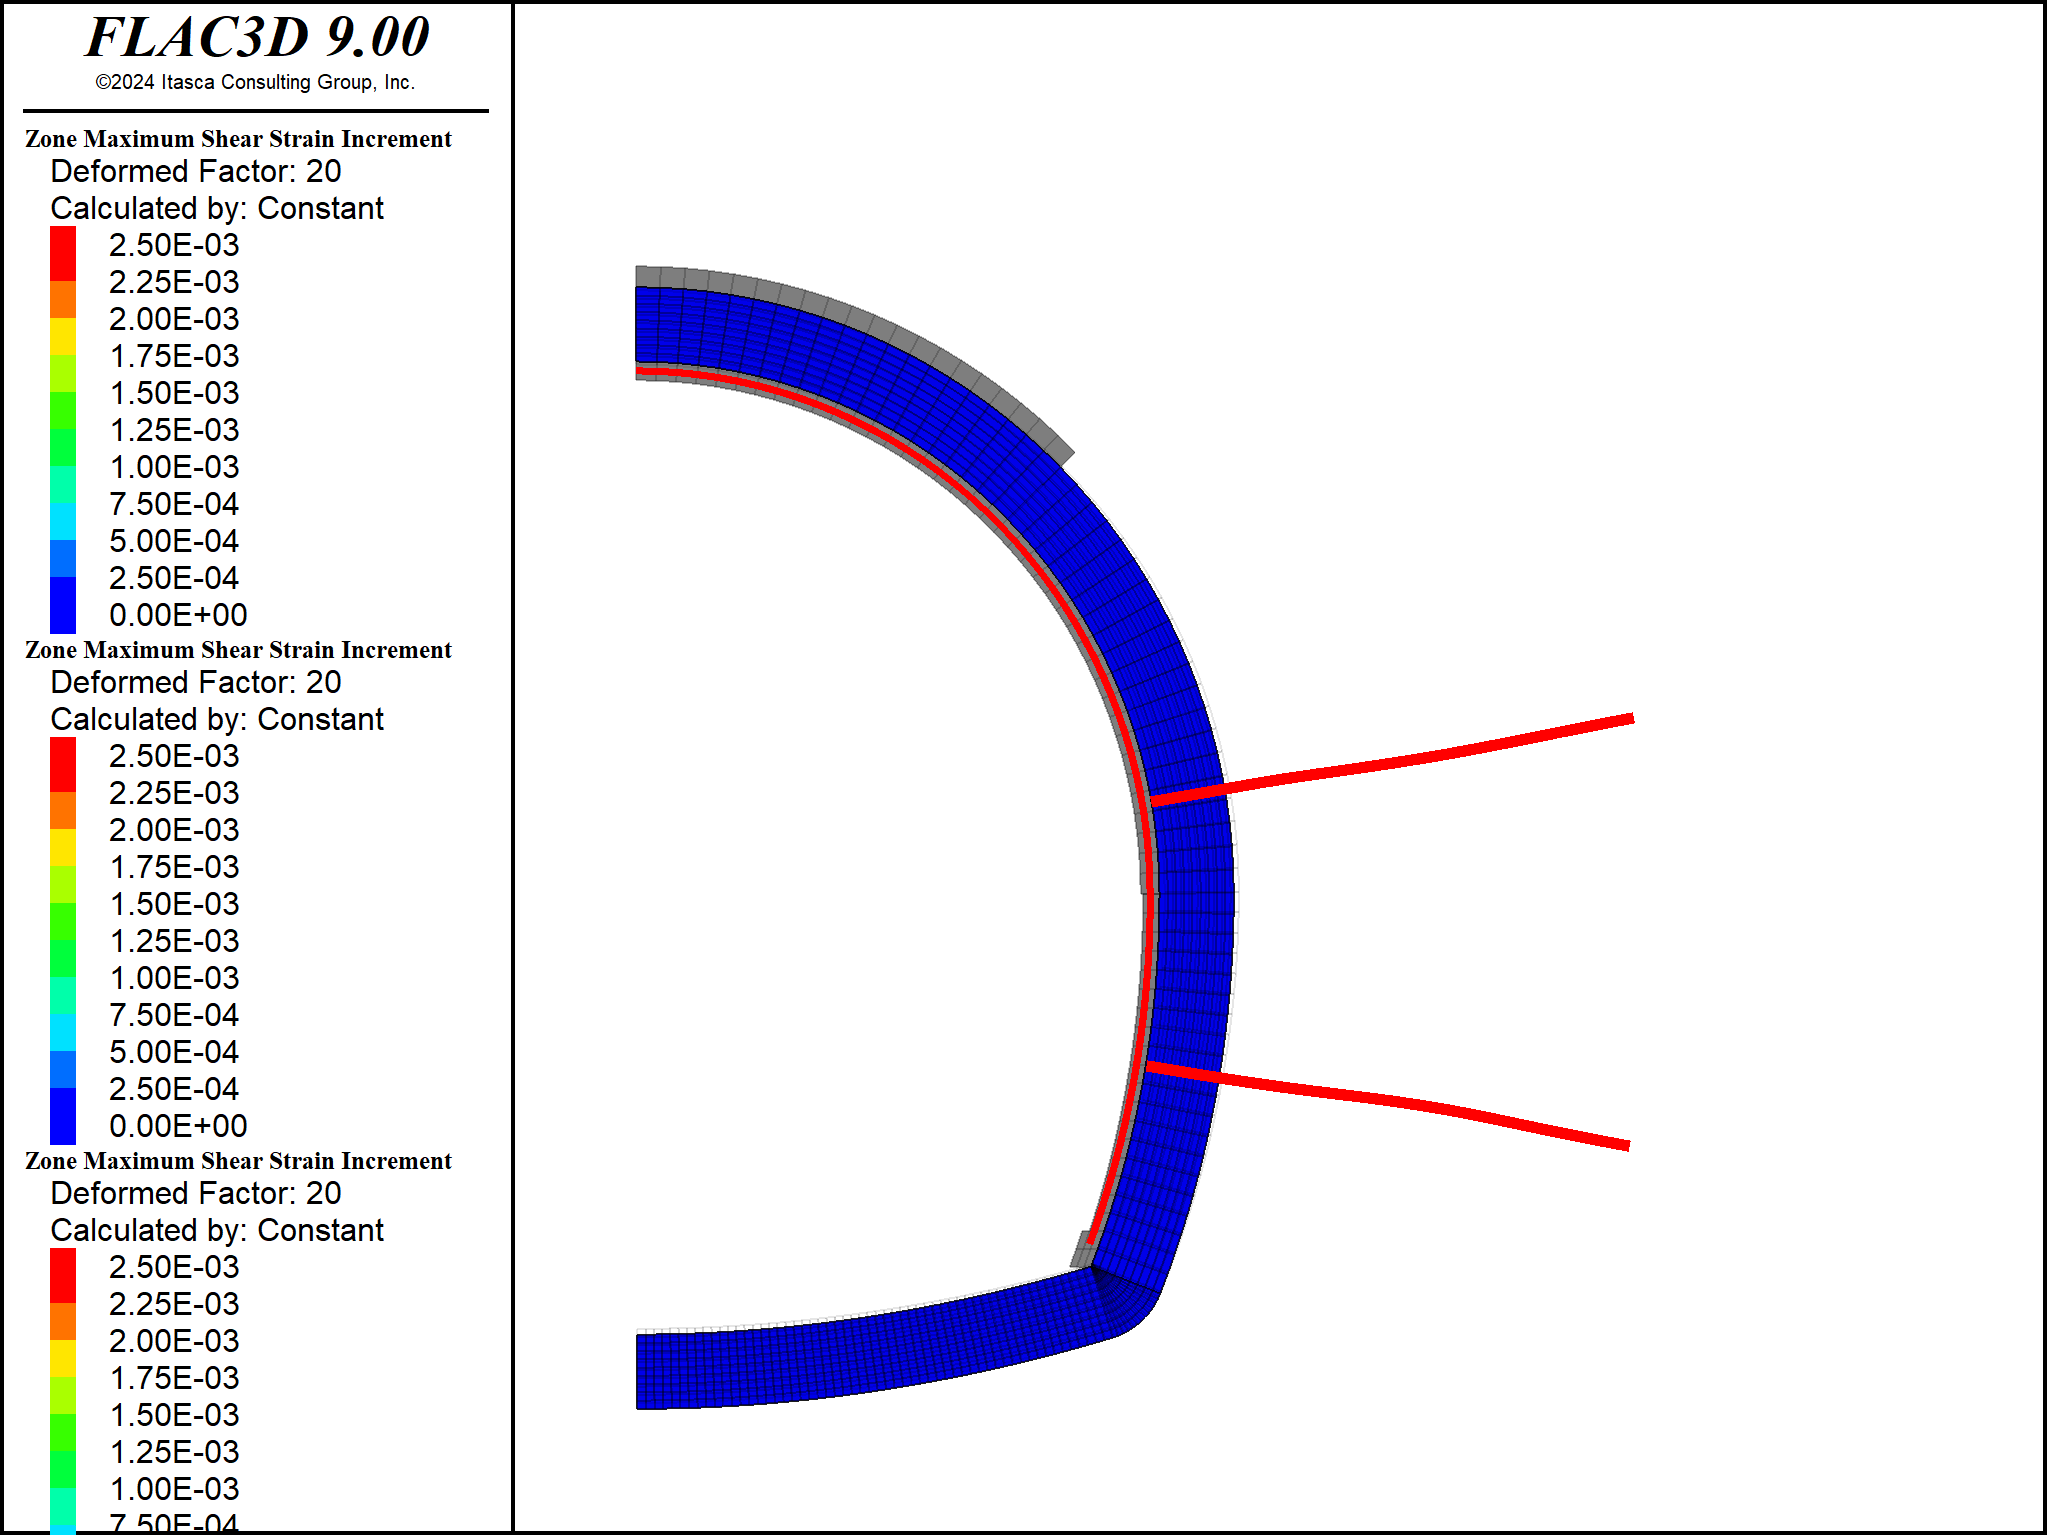 FLAC3D 9.00
©2024 Itasca Consulting Group, Inc.
Zone Maximum Shear Strain Increment
Deformed Factor: 20
Calculated by: Constant
2.50E-03
2.25E-03
2.00E-03
1.75E-03
1.50E-03
1.25E-03
1.00E-03
7.50E-04
5.00E-04
2.50E-04
0.00E+00
Zone Maximum Shear Strain Increment
Deformed Factor: 20
Calculated by: Constant
2.50E-03
2.25E-03
2.00E-03
1.75E-03
1.50E-03
1.25E-03
1.00E-03
7.50E-04
5.00E-04
2.50E-04
0.00E+00
Zone Maximum Shear Strain Increment
Deformed Factor: 20
Calculated by: Constant
2.50E-03
2.25E-03
2.00E-03
1.75E-03
1.50E-03
1.25E-03
1.00E-03
7.50E-04